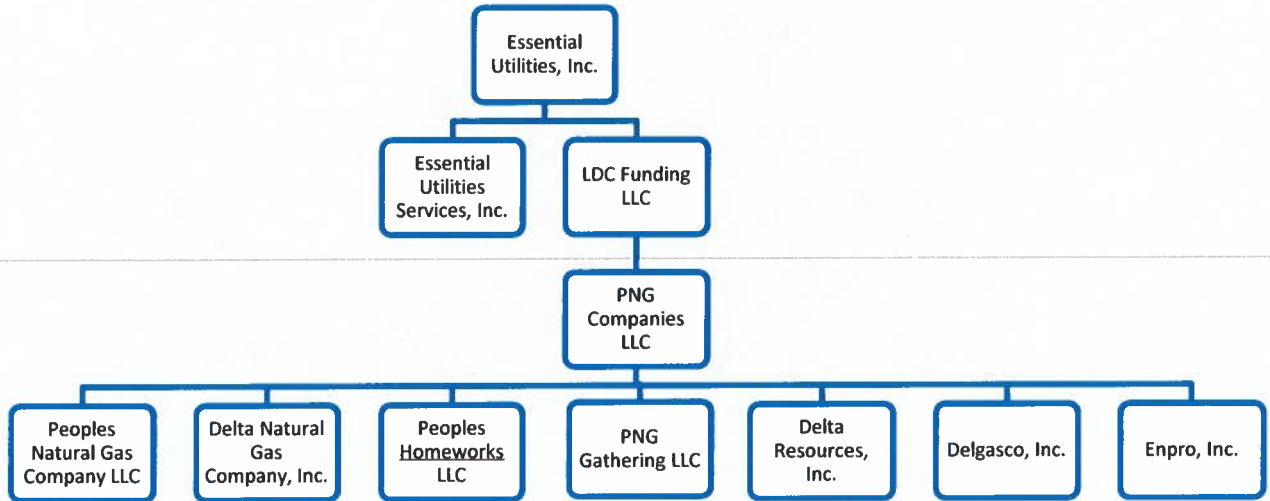 Essential
Utilities, Inc.
Essential
Utilities
Services, Inc.
LDC Funding
LLC
PNG
Companies
LLC
Peoples
Natural Gas
Company LLC
Delta Natural
Gas
Company, Inc.
Peoples
Homeworks
LLC
PNG
Gathering LLC
Delta
Resources,
Inc.
Delgasco, Inc.
Enpro, Inc.